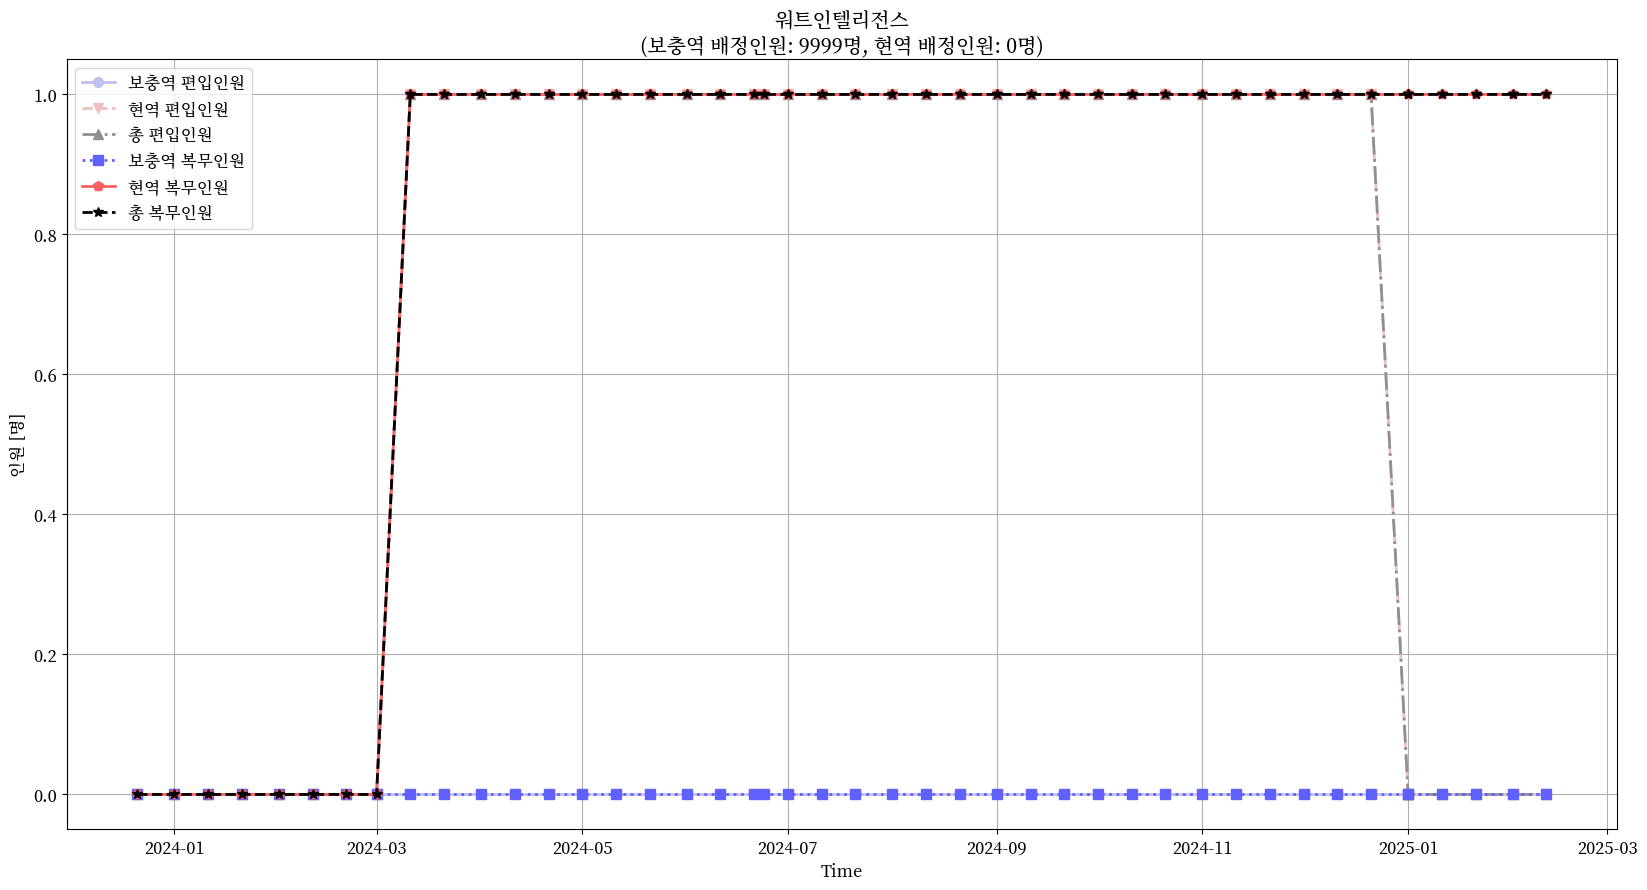 워트인텔리전스
(보충역 배정인원: 9999명, 현역 배정인원: 0명)
보충역 편입인원
현역 편입인원
총 편입인원
보충역 복무인원
현역 복무인원
총 복무인원
인원 [명]
1.0
0.8
0.6
0.4
0.2
0.0
2024-01
2024-03
2024-05
2024-07
2024-09
2024-11
2025-01
2025-03
Time